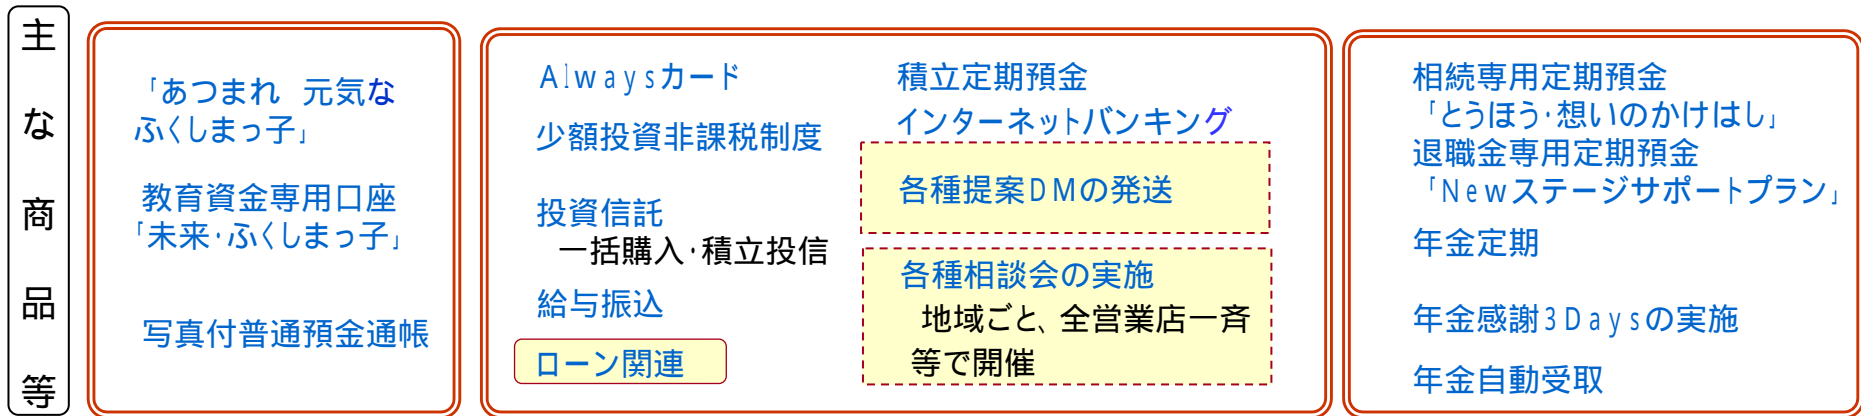 主な商品等
「あつまれ 元気な
ふくしまっ子」
教育資金専用口座
「未来・ふくしまっ子」
写真付普通預金通帳
Alwaysカード
少額投資非課税制度
投資信託
一括購入・積立投信
給与振込
ローン関連
積立定期預金
インターネットバンキング
各種提案DMの発送
各種相談会の実施
地域ごと、全営業店一斉
等で開催
相続専用定期預金
「とうほう・想いのかけはし」
退職金専用定期預金
「Newステージサポートプラン」
年金定期
年金感謝3Daysの実施
年金自動受取